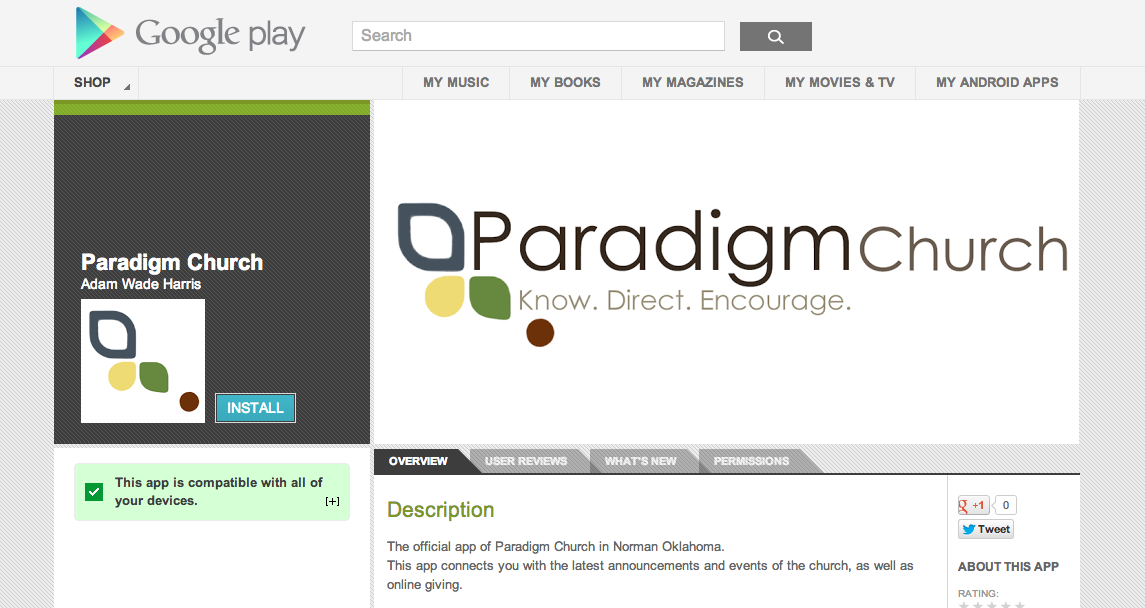 Google play
Search
SHOP
MY MUSIC
MY BOOKS
MY MAGAZINES
MY MOVIES & TV
MY ANDROID APPS
Paradigm Church
Adam Wade Harris
INSTALL
Paradigm Church
Know. Direct. Encourage.
This app is compatible with all of
your devices.
[+]
OVERVIEW
USER REVIEWS
WHAT'S NEW
PERMISSIONS
Description
The official app of Paradigm Church in Norman Oklahoma.
This app connects you with the latest announcements and events of the church, as well as
online giving.
g +1 0
Tweet
ABOUT THIS APP
RATING: